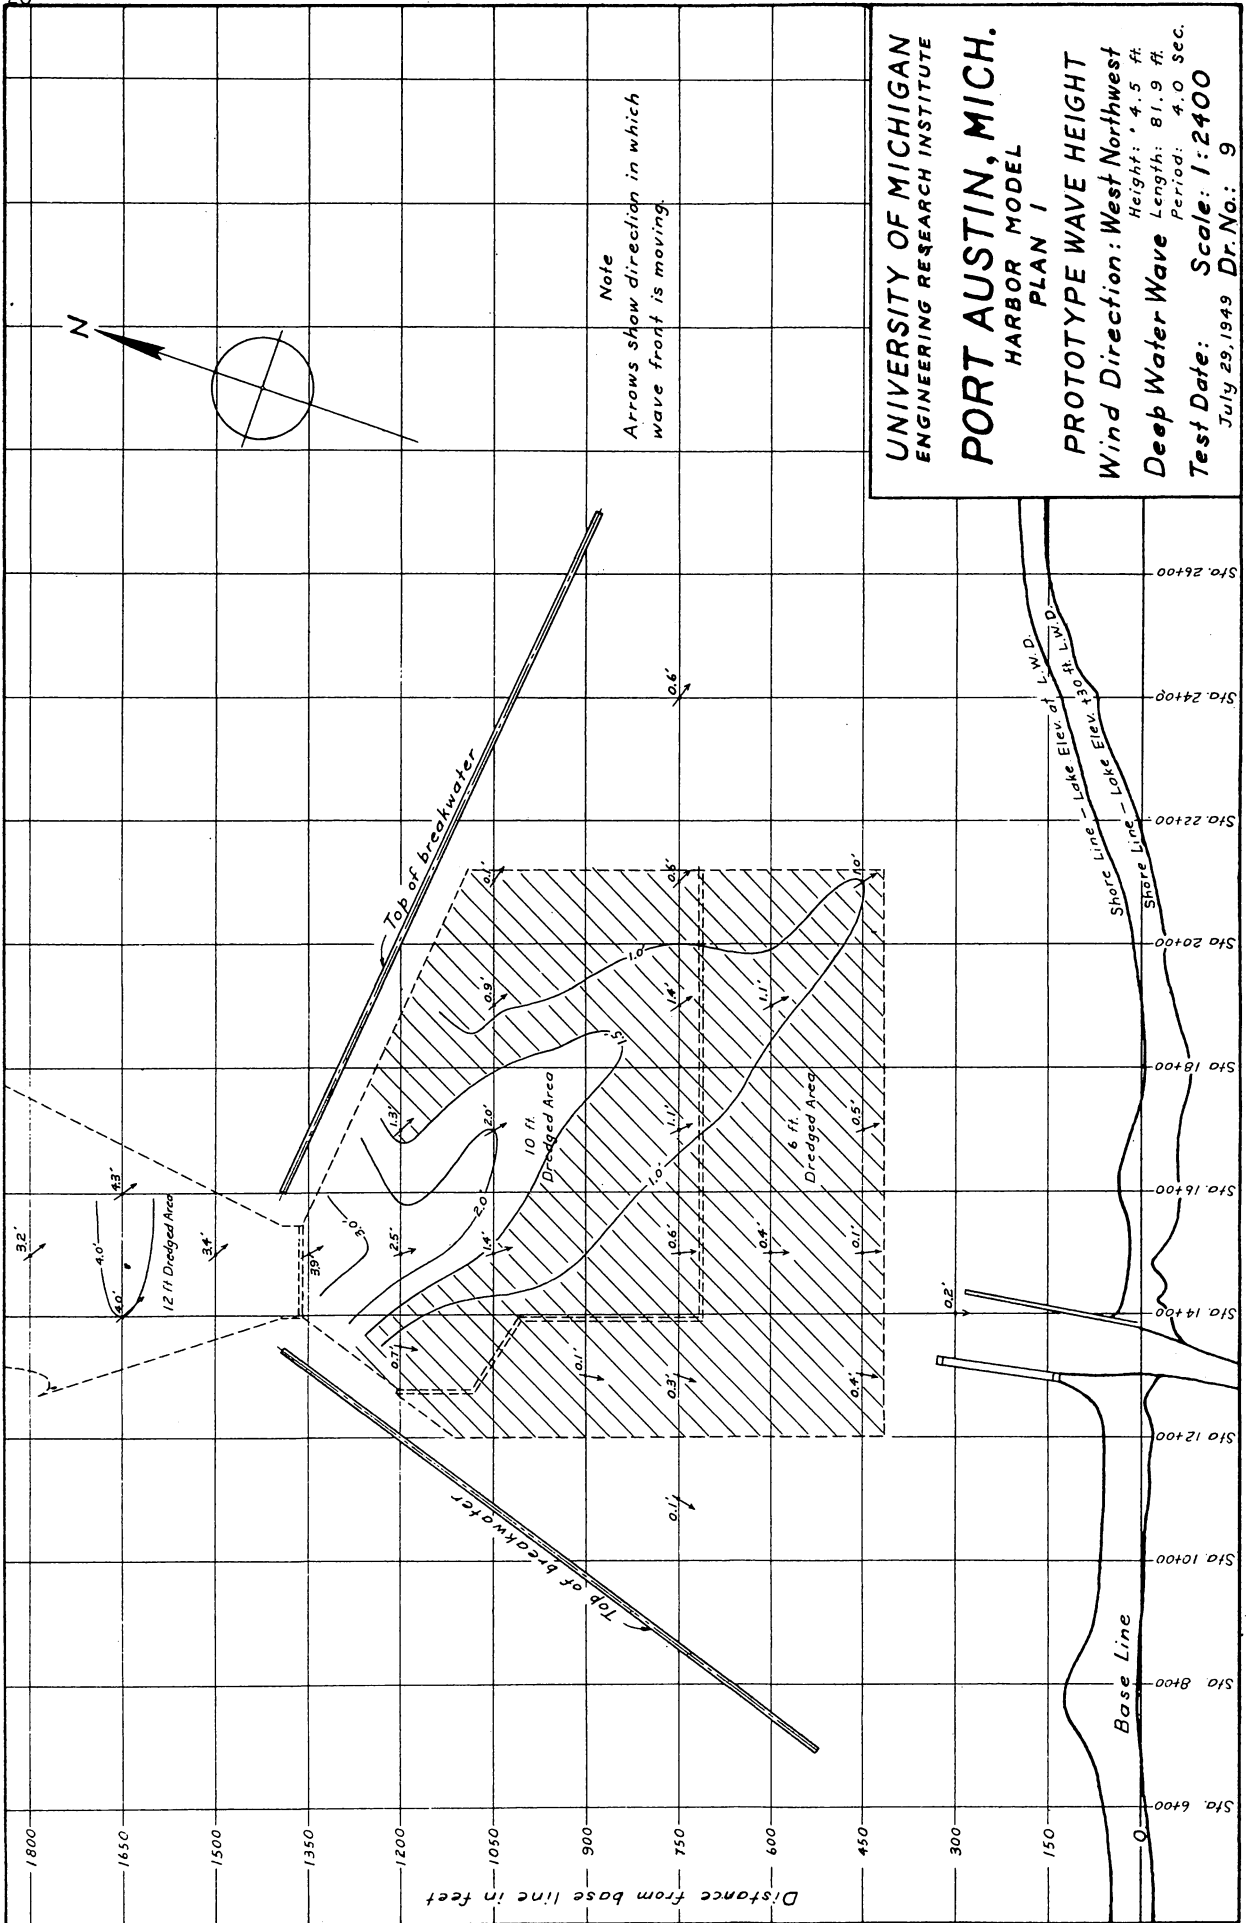 UNIVERSITY OF MICHIGAN
ENGINEERING RESEARCH INSTITUTE
PORT AUSTIN, MICH.
HARBOR MODEL
PLAN 1
PROTOTYPE WAVE HEIGHT
Wind Direction: West Northwest
Height: 4.5 ft.
Deep Water Wave Length: 81.9 ft.
Period: 4.0 Sec.
Test Date: Scale: 1:2400
July 29, 1949 Dr. No.: 9
N
Note
Arrows show direction in which
wave front is moving.
Distance from base line in feet
1800
1650
1500
1350
1200
1050
900
750
600
450
300
150
0
Sta. 6+00
Sta. 8+00
Sta. 10+00
Sta. 12+00
Sta. 14+00
Sta. 16+00
Sta. 18+00
Sta. 20+00
Sta. 22+00
Sta. 24+00
Sta. 26+00
Base Line
Top of breakwater
Top of breakwater
Shore Line - Lake Elev. at L.W.D.
Shore Line - Lake Elev. +30 ft. L.W.D.
12 ft Dredged Area
10 ft.
Dredged Area
6 ft.
Dredged Area
3.2'
4.0'
4.0'
4.3'
3.4'
3.9'
3.0'
0.7'
2.5'
1.3'
2.0'
1.4'
2.0'
0.9'
0.1'
1.5'
1.0'
0.1'
0.1'
0.3'
0.6'
1.1'
1.4'
0.6'
0.6'
1.0'
0.4'
1.1'
0.4'
0.1'
0.5'
1.0'
0.2'